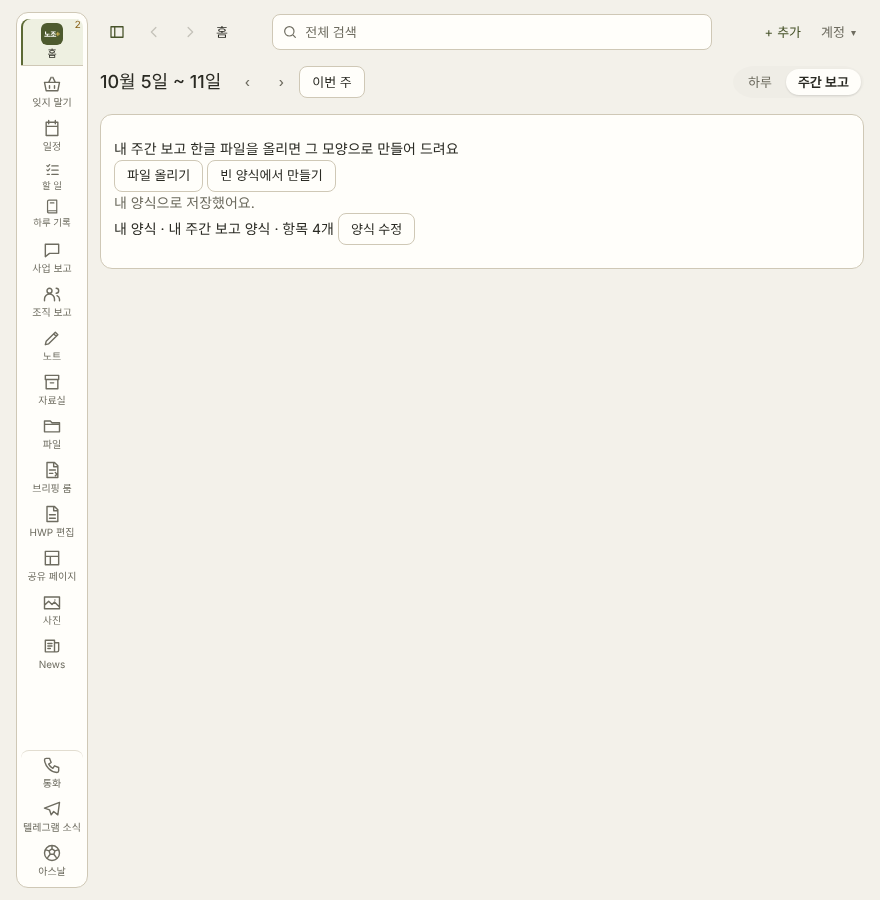 노조+
2
홈
잊지 말기
일정
할 일
하루 기록
사업 보고
조직 보고
노트
자료실
파일
브리핑 룸
HWP 편집
공유 페이지
사진
News
통화
텔레그램 소식
아스날
홈
전체 검색
+ 추가
계정 ▾
10월 5일 ~ 11일
‹ › 이번 주
하루 주간 보고
내 주간 보고 한글 파일을 올리면 그 모양으로 만들어 드려요
파일 올리기 빈 양식에서 만들기
내 양식으로 저장했어요.
내 양식 · 내 주간 보고 양식 · 항목 4개 양식 수정